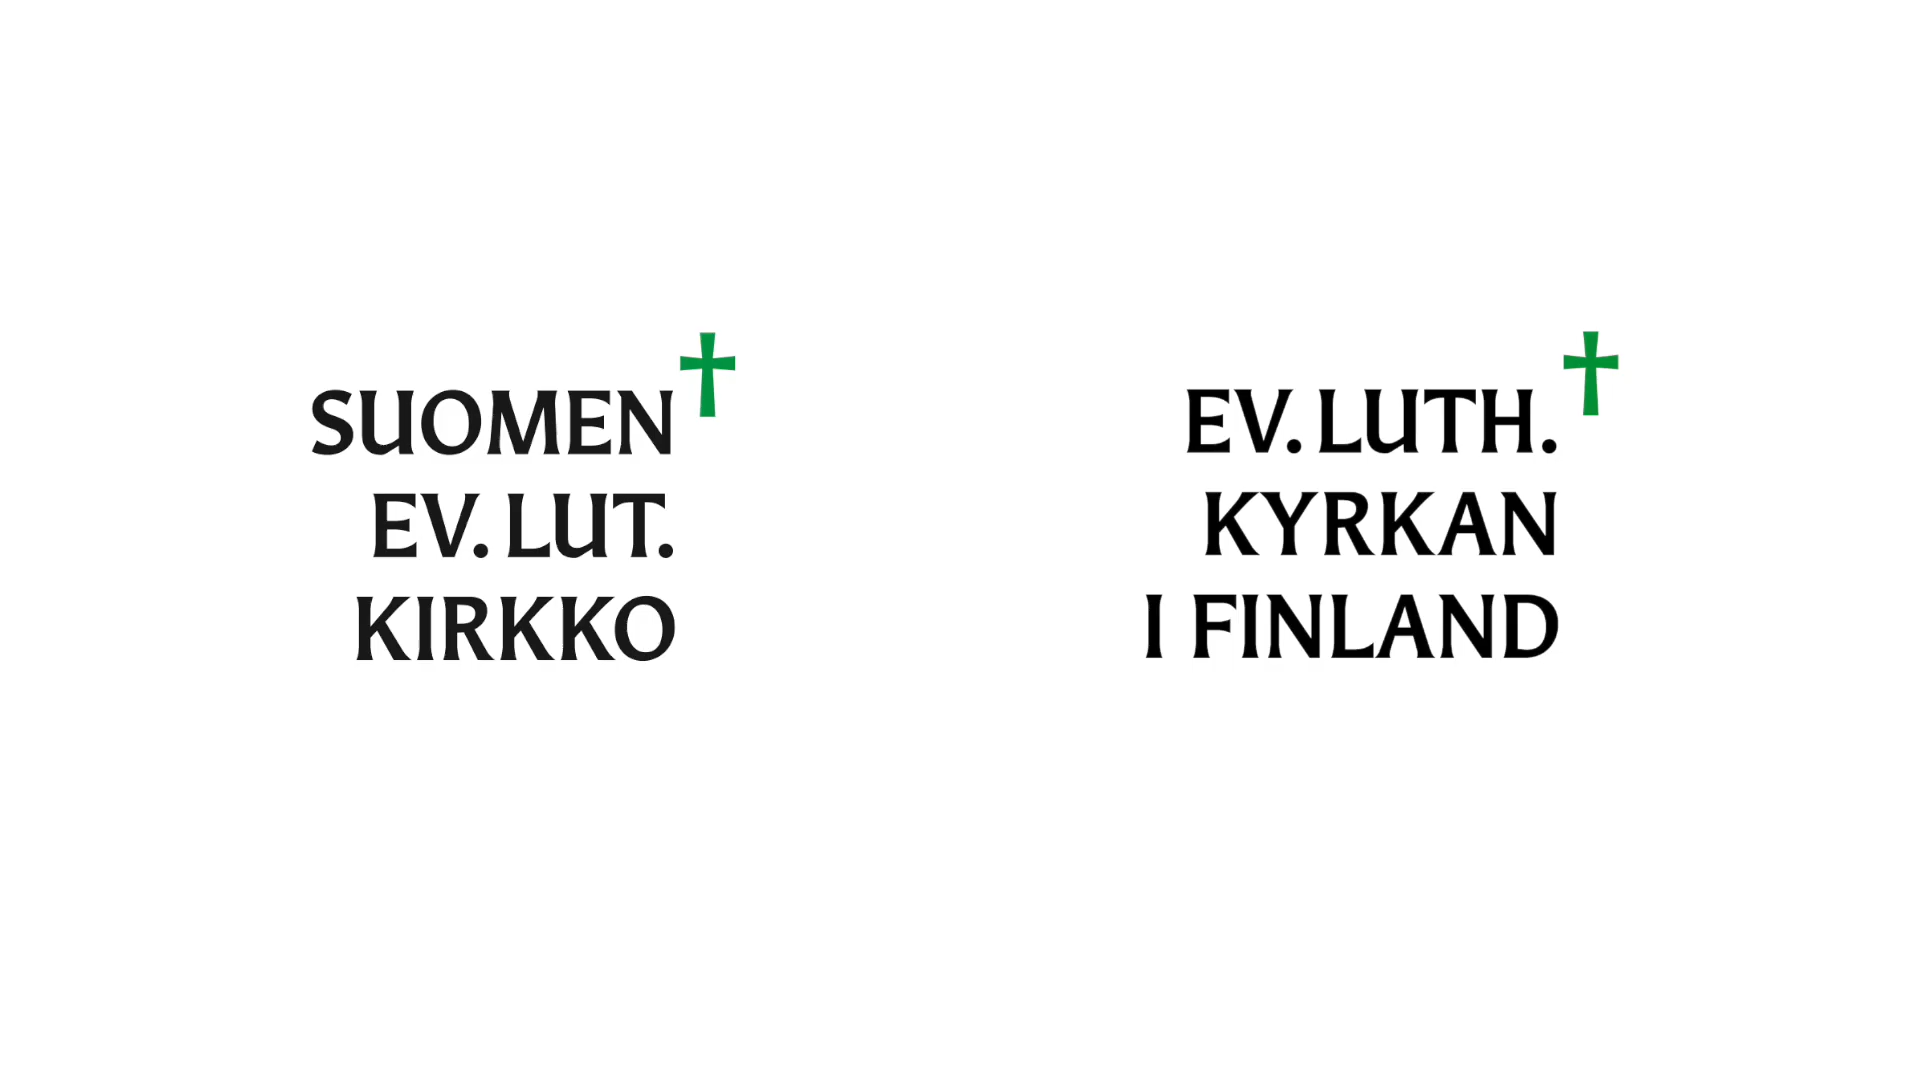 SUOMEN
EV. LUT.
KIRKKO
EV. LUTH.
KYRKAN
I FINLAND